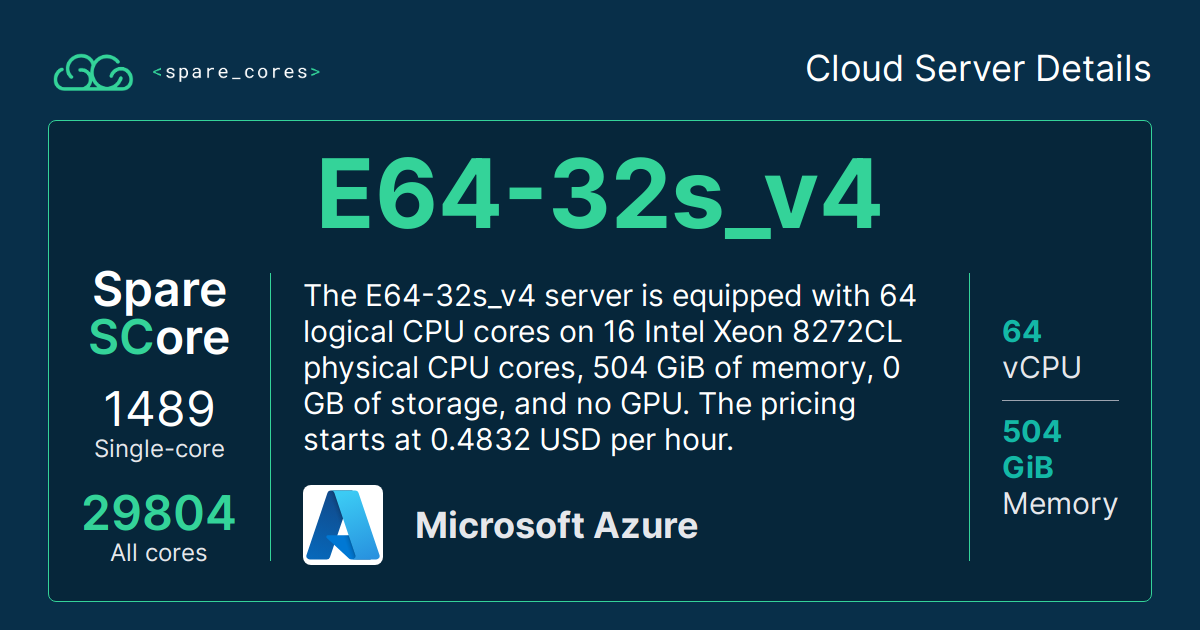 <spare_cores>
Cloud Server Details
E64-32s_v4
Spare
SCore
1489
Single-core
29804
All cores
The E64-32s_v4 server is equipped with 64
logical CPU cores on 16 Intel Xeon 8272CL
physical CPU cores, 504 GiB of memory, 0
GB of storage, and no GPU. The pricing
starts at 0.4832 USD per hour.
Microsoft Azure
64
vCPU
504
GiB
Memory